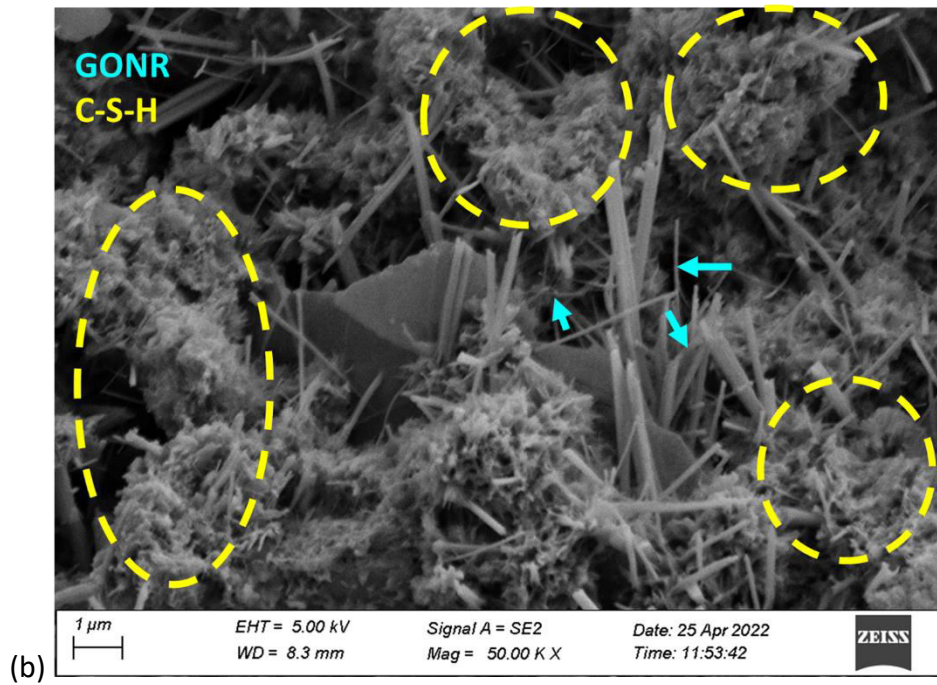 GONR
C-S-H
1 μm
EHT = 5.00 kV
WD = 8.3 mm
Signal A = SE2
Mag = 50.00 K X
Date: 25 Apr 2022
Time: 11:53:42
ZEISS
(b)